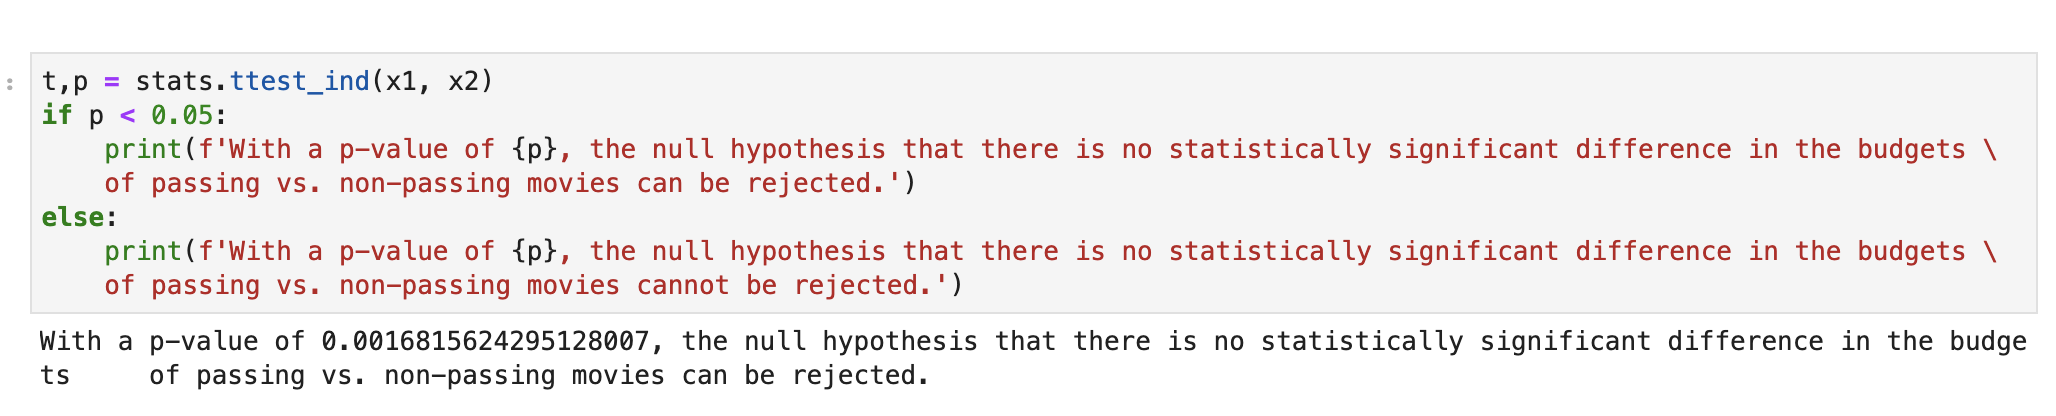 :
t,p = stats.ttest_ind(x1, x2)
if p < 0.05:
    print(f'With a p-value of {p}, the null hypothesis that there is no statistically significant difference in the budgets \
    of passing vs. non-passing movies can be rejected.')
else:
    print(f'With a p-value of {p}, the null hypothesis that there is no statistically significant difference in the budgets \
    of passing vs. non-passing movies cannot be rejected.')
With a p-value of 0.0016815624295128007, the null hypothesis that there is no statistically significant difference in the budge
ts     of passing vs. non-passing movies can be rejected.